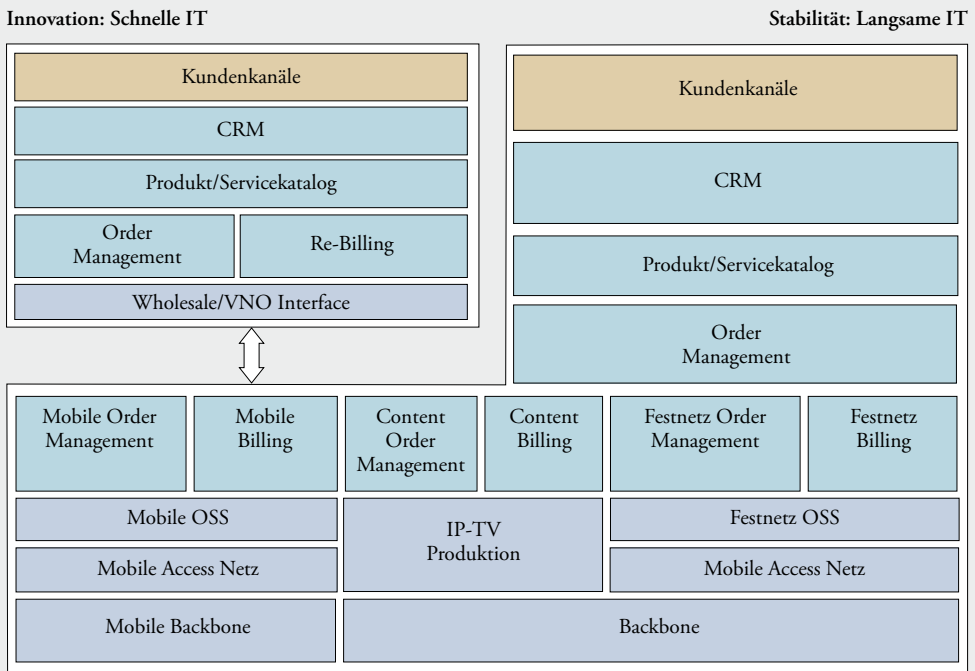 Innovation: Schnelle IT
Stabilität: Langsame IT
Kundenkanäle
CRM
Produkt/Servicekatalog
Order
Management
Re-Billing
Wholesale/VNO Interface
Kundenkanäle
CRM
Produkt/Servicekatalog
Order
Management
Mobile Order
Management
Mobile
Billing
Content
Order
Management
Content
Billing
Festnetz Order
Management
Festnetz
Billing
Mobile OSS
IP-TV
Produktion
Festnetz OSS
Mobile Access Netz
Mobile Access Netz
Mobile Backbone
Backbone